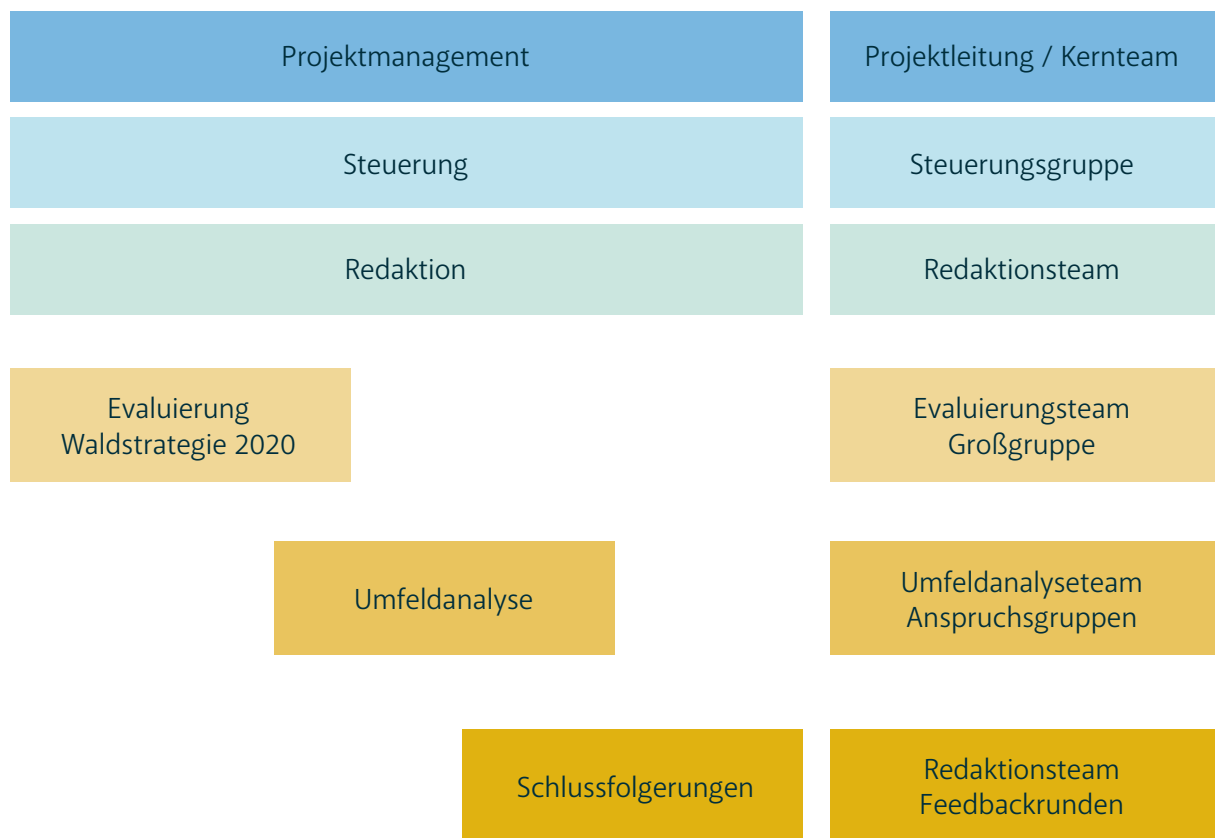 Projektmanagement
Projektleitung / Kernteam
Steuerung
Steuerungsgruppe
Redaktion
Redaktionsteam
Evaluierung
Waldstrategie 2020
Evaluierungsteam
Großgruppe
Umfeldanalyse
Umfeldanalyseteam
Anspruchsgruppen
Schlussfolgerungen
Redaktionsteam
Feedbackrunden